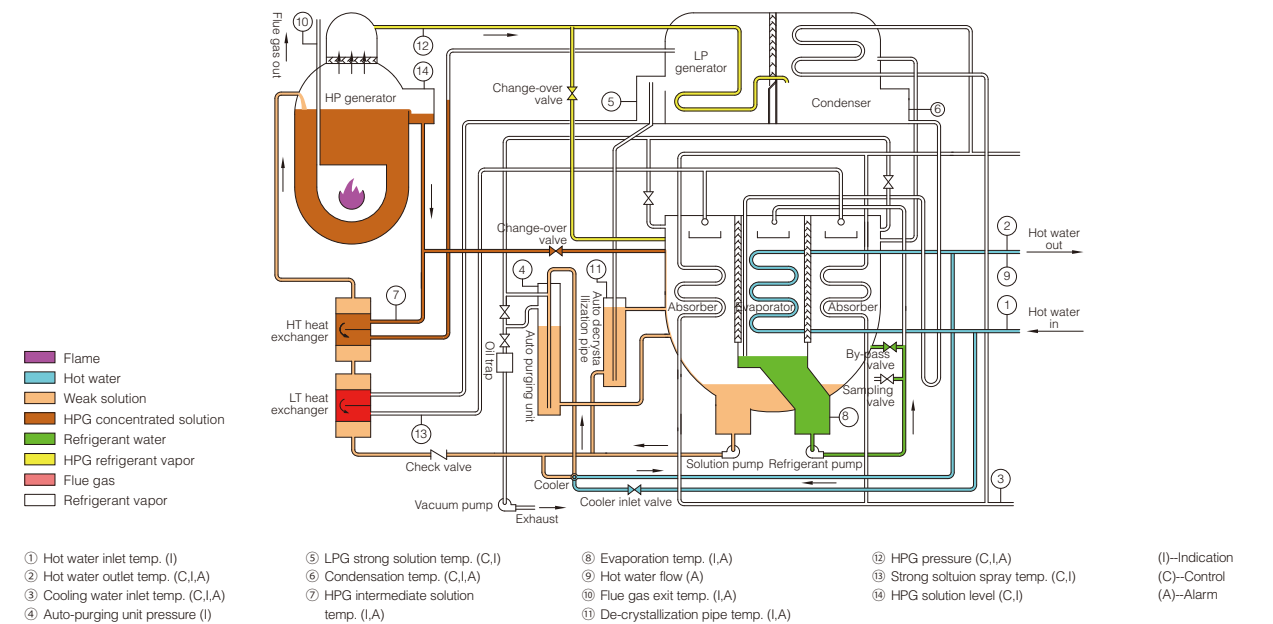 Flue gas out
10
12
14
HP generator
LP
generator
Change-over
valve
5
Condenser
6
Change-over
valve
4
11
2
Hot water
out
9
7
1
Hot water
in
HT heat
exchanger
Auto decrysta
llization pipe
Absorber
Evaporator
Absorber
Oil trap
Auto purging unit
By-pass
valve
Sampling
valve
LT heat
exchanger
8
13
Check valve
Solution pump
Refrigerant pump
Cooler
3
Vacuum pump
Cooler inlet valve
Exhaust
Flame
Hot water
Weak solution
HPG concentrated solution
Refrigerant water
HPG refrigerant vapor
Flue gas
Refrigerant vapor
① Hot water inlet temp. (I)
② Hot water outlet temp. (C,I,A)
③ Cooling water inlet temp. (C,I,A)
④ Auto-purging unit pressure (I)
⑤ LPG strong solution temp. (C,I)
⑥ Condensation temp. (C,I,A)
⑦ HPG intermediate solution
temp. (I,A)
⑧ Evaporation temp. (I,A)
⑨ Hot water flow (A)
⑩ Flue gas exit temp. (I,A)
⑪ De-crystallization pipe temp. (I,A)
⑫ HPG pressure (C,I,A)
⑬ Strong soltuion spray temp. (C,I)
⑭ HPG solution level (C,I)
(I)--Indication
(C)--Control
(A)--Alarm